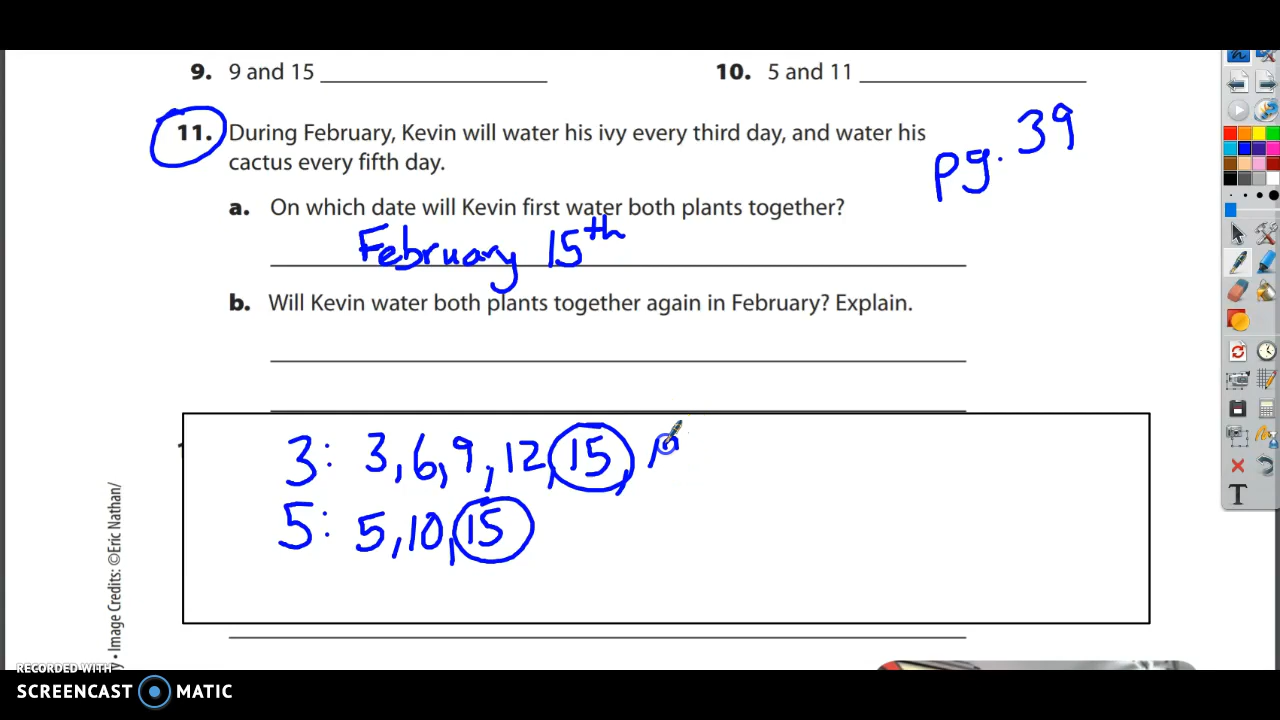 9. 9 and 15
10. 5 and 11
11. During February, Kevin will water his ivy every third day, and water his
cactus every fifth day.
pg. 39
a. On which date will Kevin first water both plants together?
February 15th
b. Will Kevin water both plants together again in February? Explain.
3: 3, 6, 9, 12, 15,
5: 5, 10, 15
• Image Credits: ©Eric Nathan/
T
RECORDED WITH
SCREENCAST MATIC